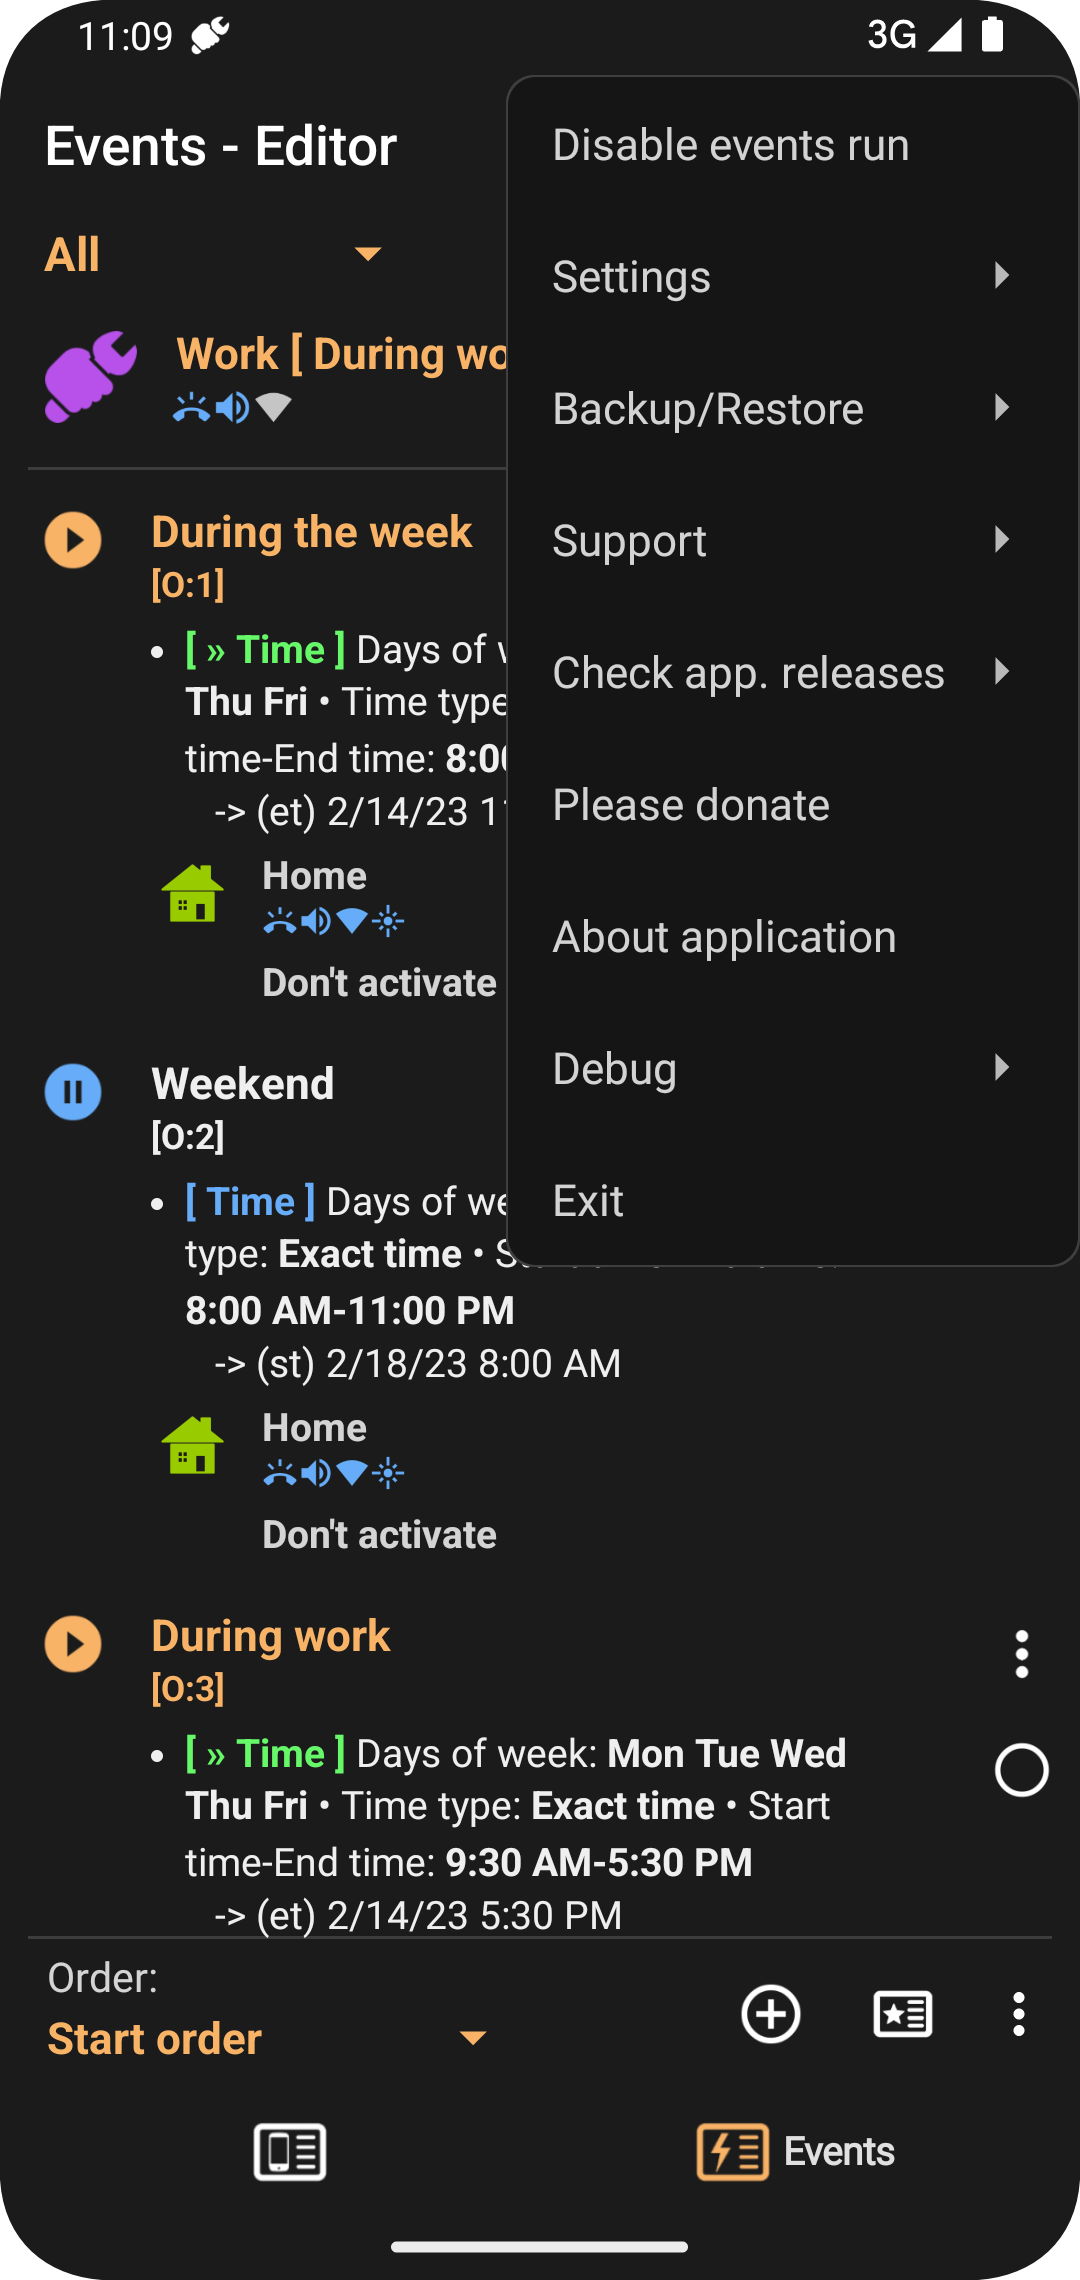 11:09
3G
Events - Editor
All
Work [ During wo
During the week
[O:1]
• [ » Time ] Days of w
Thu Fri • Time type
time-End time: 8:00
-> (et) 2/14/23 1
Home
Don't activate
Weekend
[O:2]
• [ Time ] Days of we
type: Exact time • S
8:00 AM-11:00 PM
-> (st) 2/18/23 8:00 AM
Home
Don't activate
During work
[O:3]
• [ » Time ] Days of week: Mon Tue Wed
Thu Fri • Time type: Exact time • Start
time-End time: 9:30 AM-5:30 PM
-> (et) 2/14/23 5:30 PM
Order:
Start order
Events
Disable events run
Settings
Backup/Restore
Support
Check app. releases
Please donate
About application
Debug
Exit